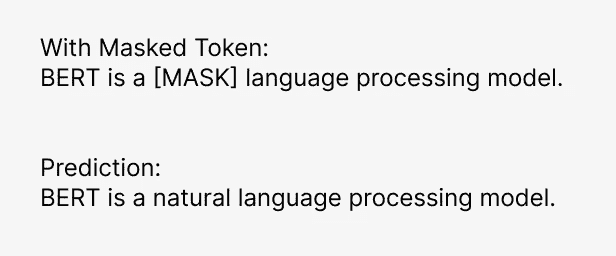 With Masked Token:
BERT is a [MASK] language processing model.
Prediction:
BERT is a natural language processing model.